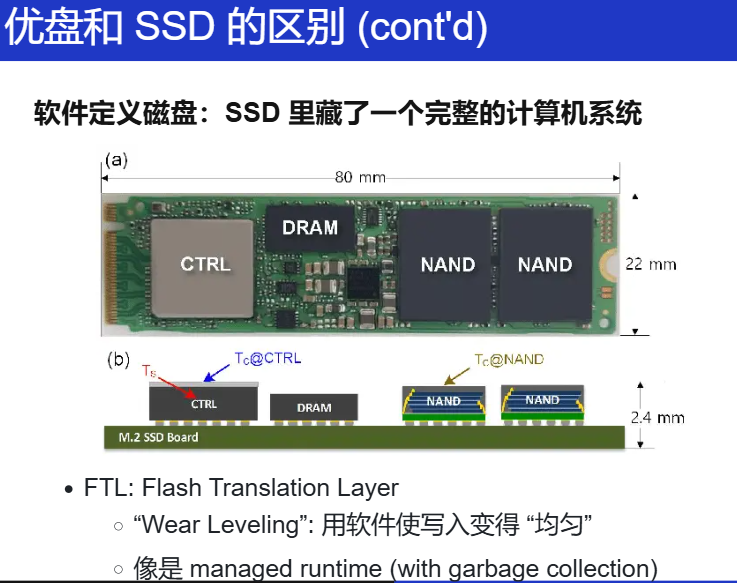 优盘和 SSD 的区别 (cont'd)
软件定义磁盘：SSD 里藏了一个完整的计算机系统
(a)
80 mm
CTRL
DRAM
NAND
NAND
22 mm
(b)
Ts
Tc@CTRL
Tc@NAND
CTRL
DRAM
NAND
NAND
2.4 mm
M.2 SSD Board
• FTL: Flash Translation Layer
○ “Wear Leveling”: 用软件使写入变得 “均匀”
○ 像是 managed runtime (with garbage collection)